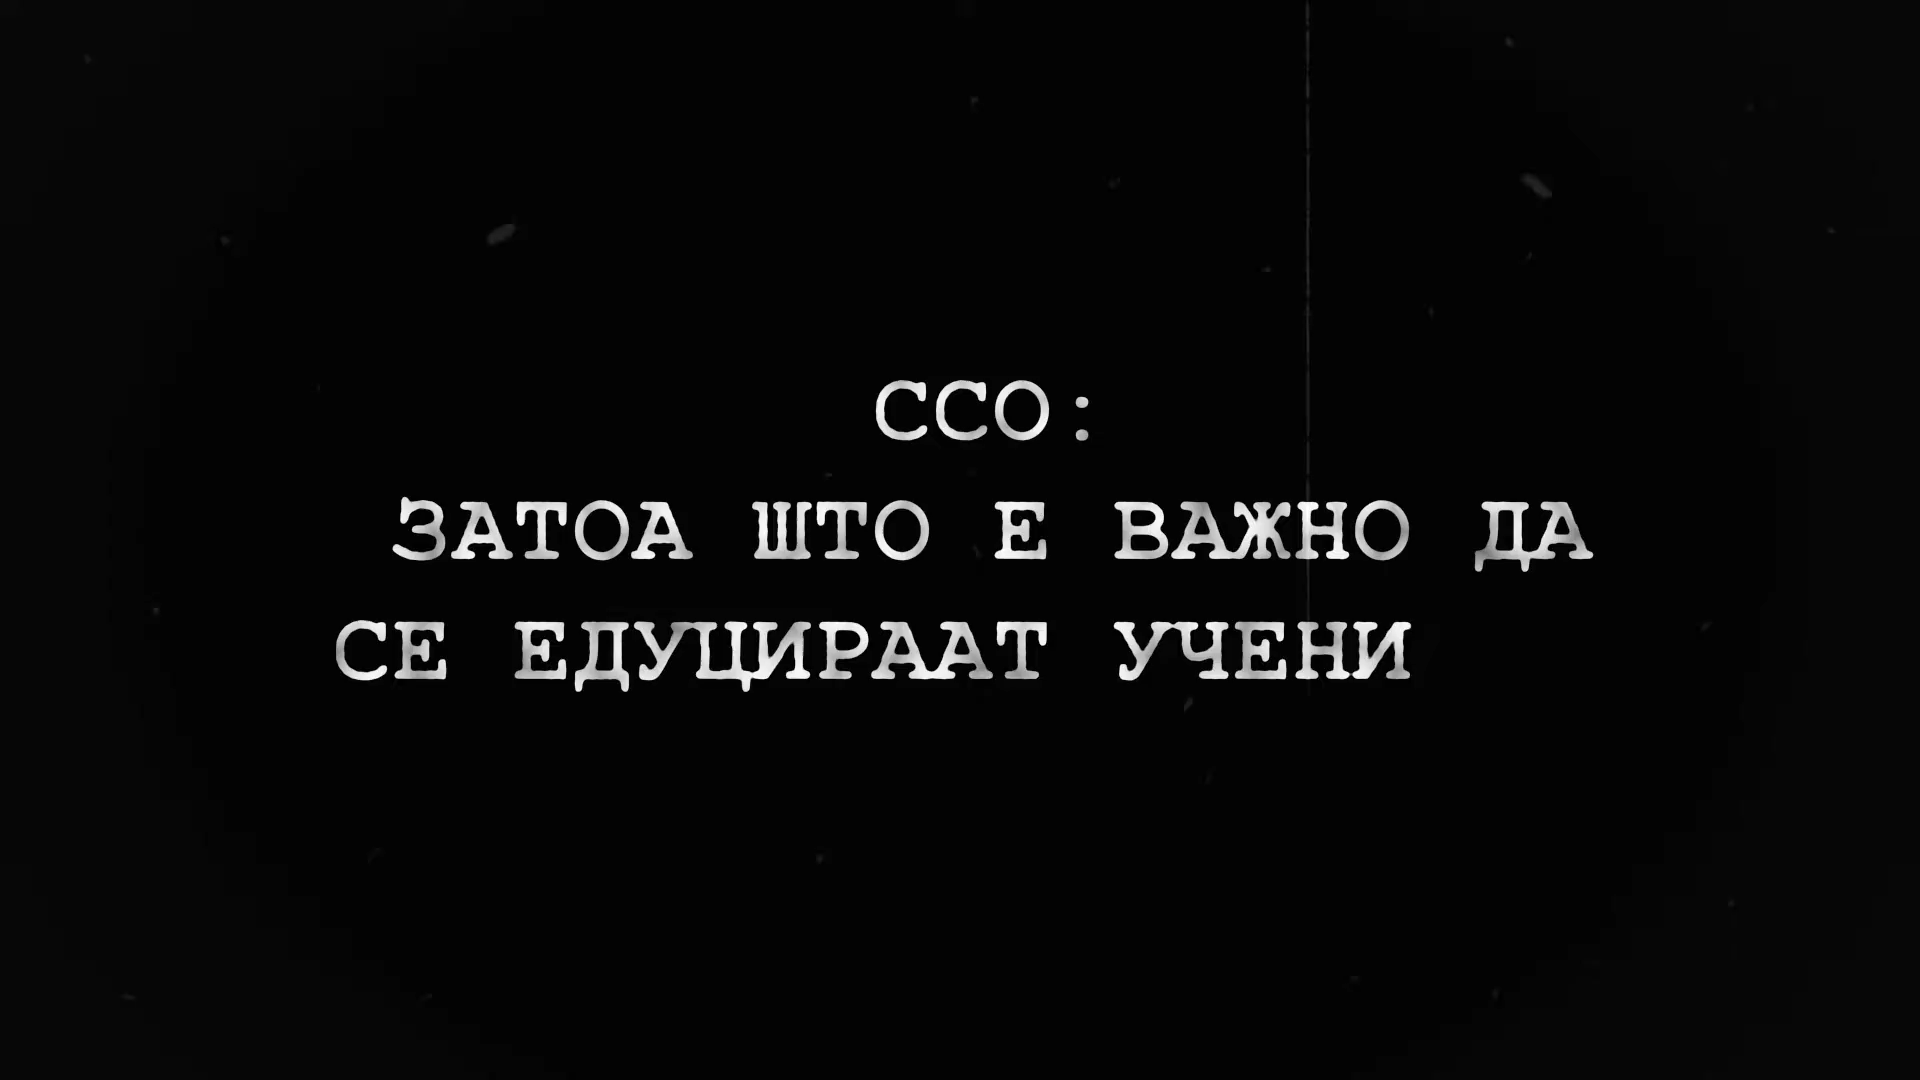 ССО:
ЗАТОА ШТО Е ВАЖНО ДА
СЕ ЕДУЦИРААТ УЧЕНИ